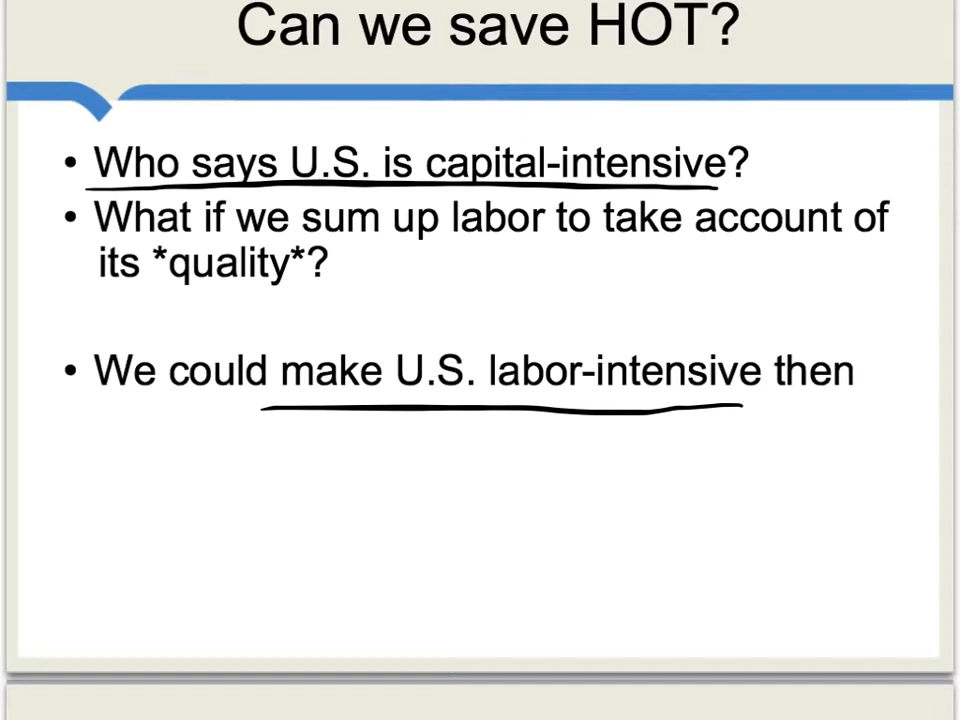 Can we save HOT?
• Who says U.S. is capital-intensive?
• What if we sum up labor to take account of
its *quality*?
• We could make U.S. labor-intensive then